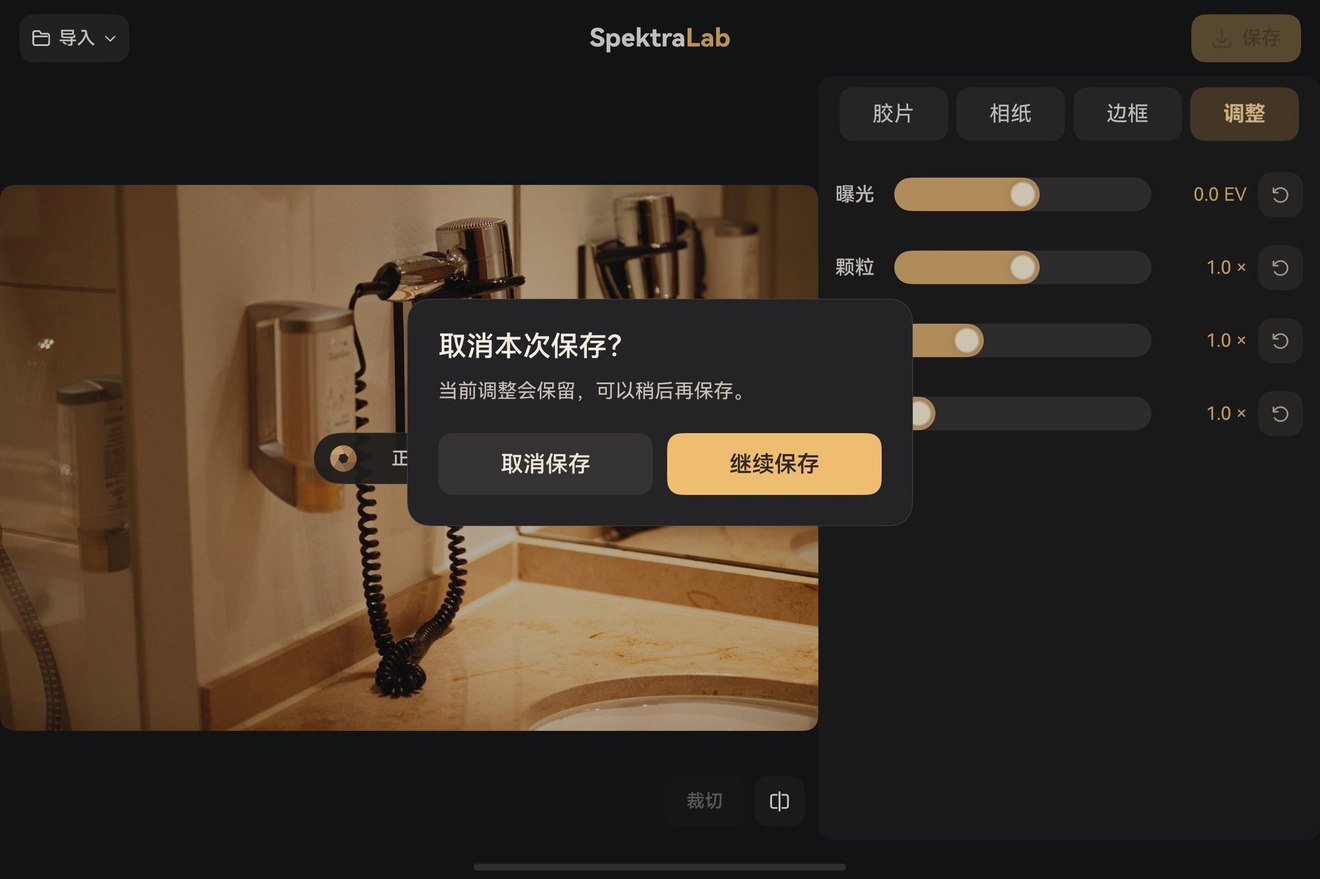 导入
SpektraLab
保存
胶片
相纸
边框
调整
曝光
0.0 EV
颗粒
1.0 ×
1.0 ×
1.0 ×
取消本次保存?
当前调整会保留，可以稍后再保存。
取消保存
继续保存
正
裁切